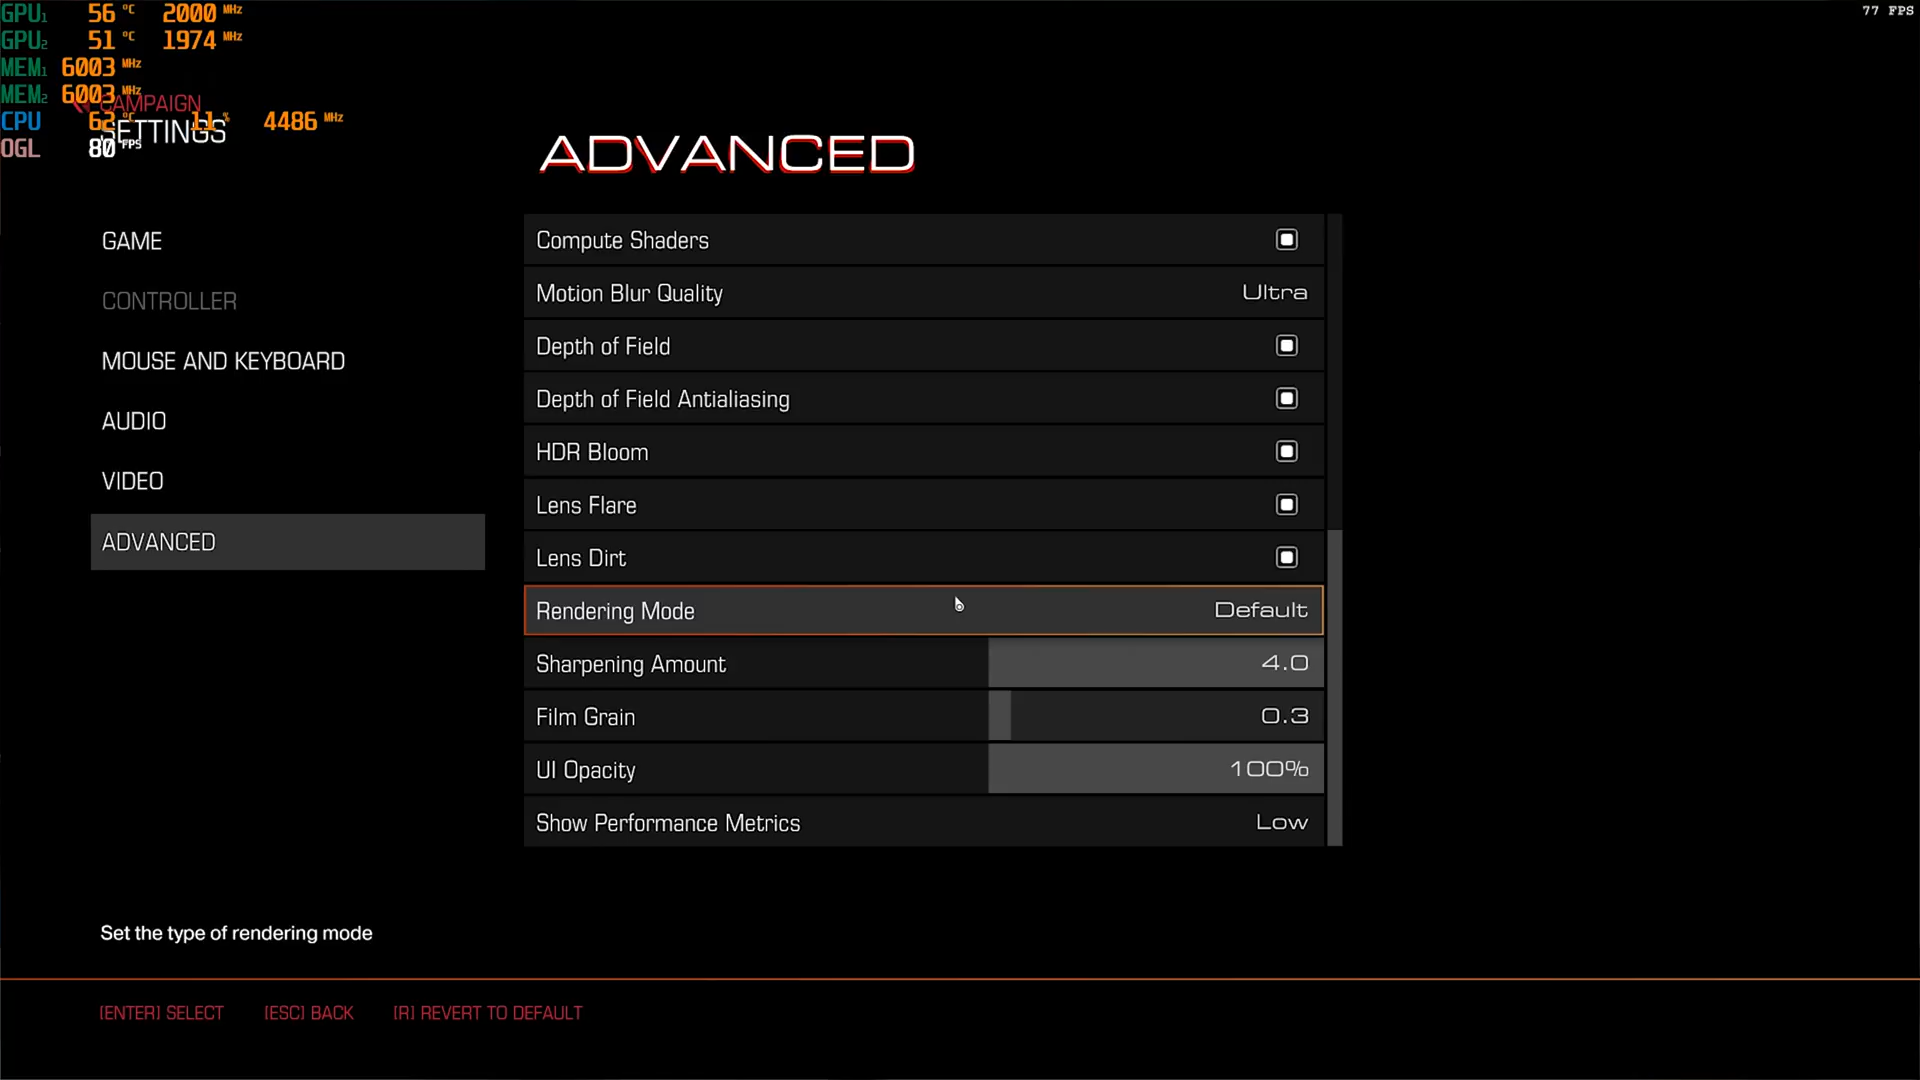 GPU1 56 °C 2000 MHz
77 FPS
GPU2 51 °C 1974 MHz
MEM1 6003 MHz
MEM2 6003 MHz
CAMPAIGN
CPU 62 °C 11 % 4486 MHz
SETTINGS
OGL 80 FPS
ADVANCED
GAME
CONTROLLER
MOUSE AND KEYBOARD
AUDIO
VIDEO
ADVANCED
Compute Shaders
Motion Blur Quality Ultra
Depth of Field
Depth of Field Antialiasing
HDR Bloom
Lens Flare
Lens Dirt
Rendering Mode Default
Sharpening Amount 4.0
Film Grain 0.3
UI Opacity 100%
Show Performance Metrics Low
Set the type of rendering mode
[ENTER] SELECT [ESC] BACK [R] REVERT TO DEFAULT